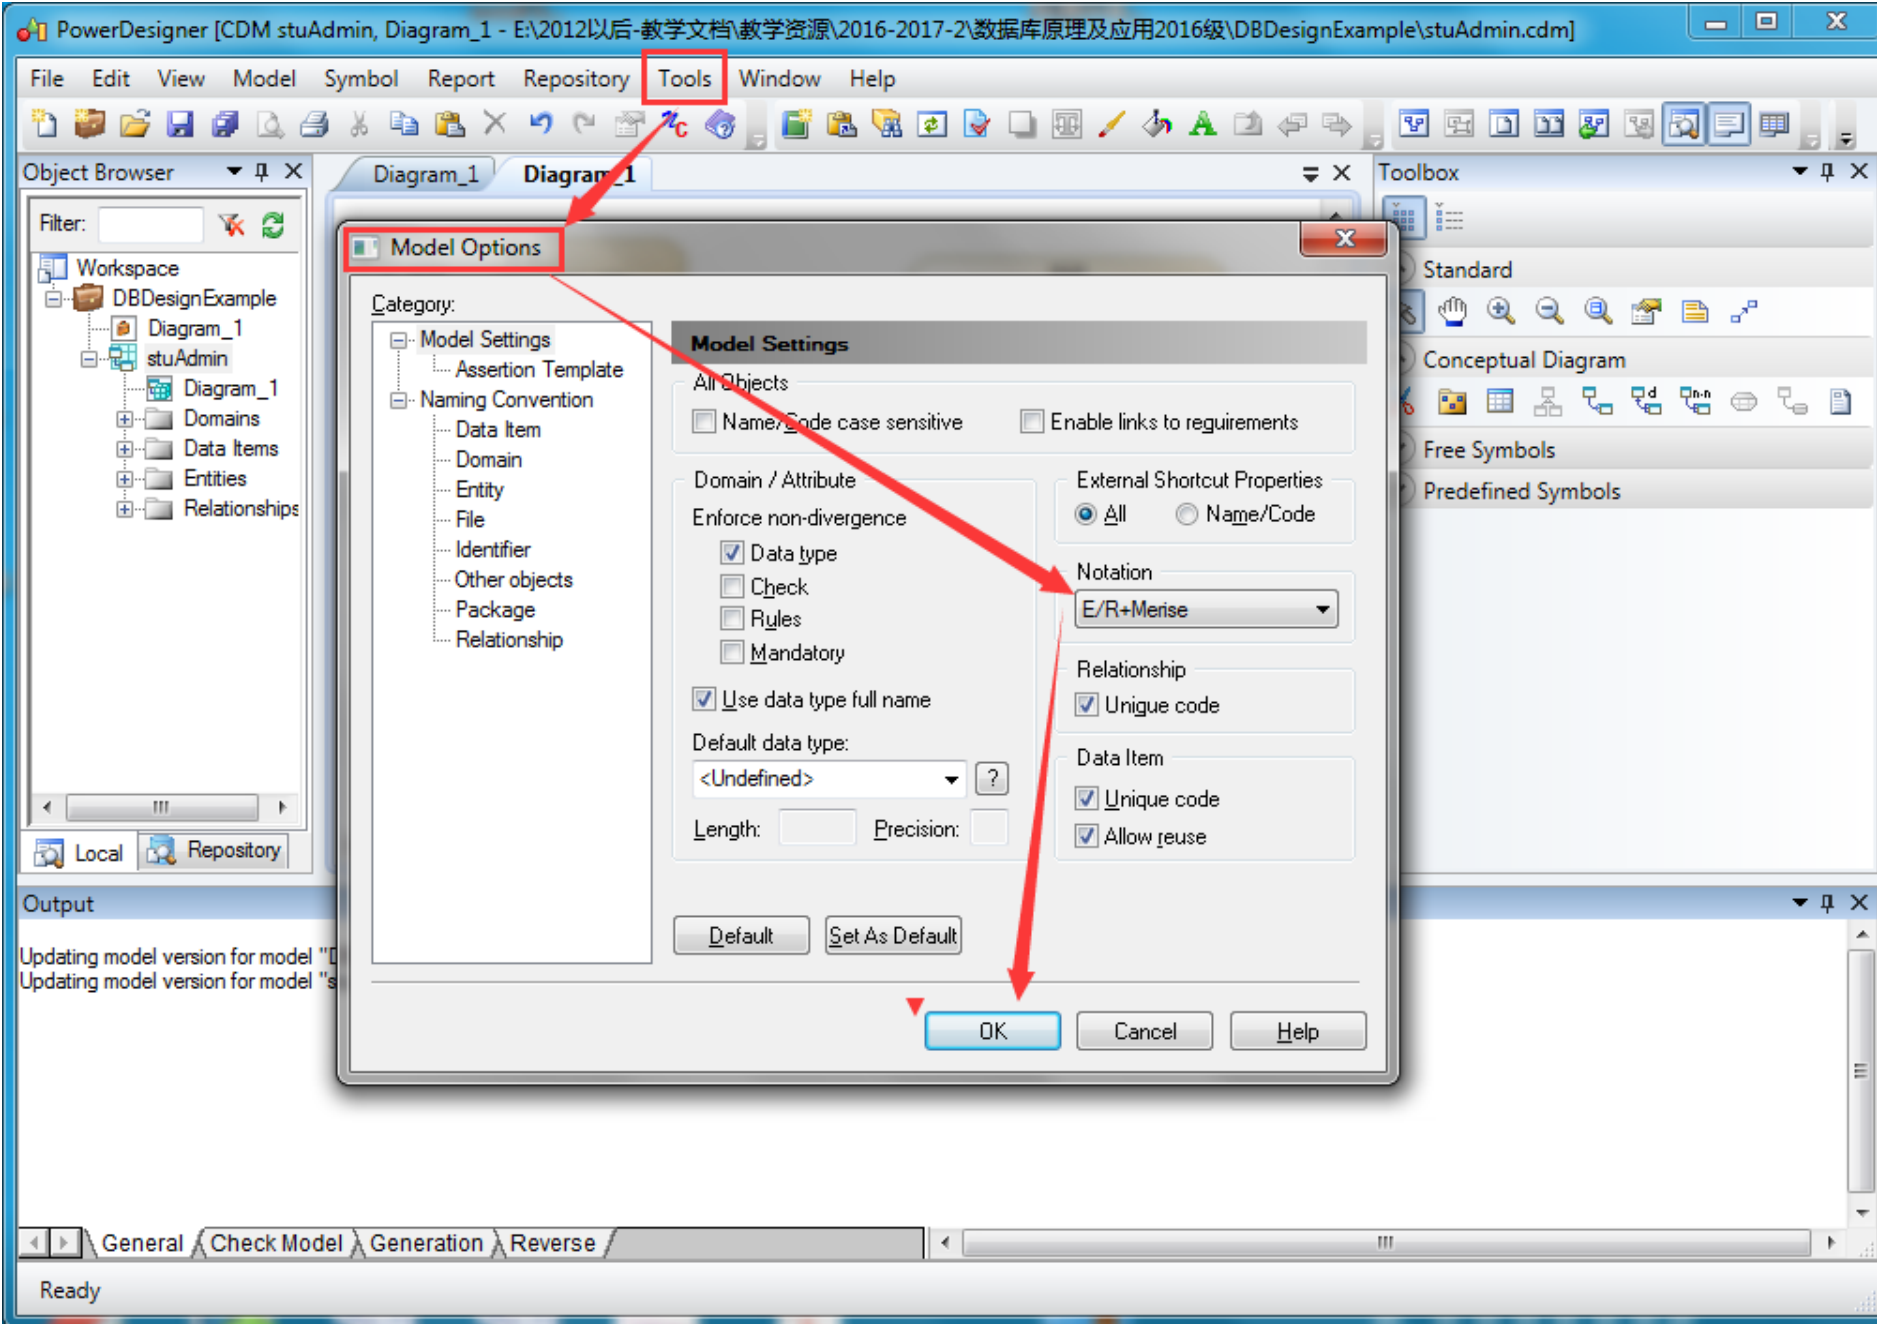 PowerDesigner [CDM stuAdmin, Diagram_1 - E:\2012以后-教学文档\教学资源\2016-2017-2\数据库原理及应用2016级\DBDesignExample\stuAdmin.cdm]
File Edit View Model Symbol Report Repository Tools Window Help
Object Browser
Diagram_1 Diagram_1
Toolbox
Filter:
Workspace
DBDesignExample
Diagram_1
stuAdmin
Diagram_1
Domains
Data Items
Entities
Relationships
Local Repository
Model Options
Category:
Model Settings
Assertion Template
Naming Convention
Data Item
Domain
Entity
File
Identifier
Other objects
Package
Relationship
Model Settings
All Objects
Name/Code case sensitive Enable links to requirements
Domain / Attribute
Enforce non-divergence
Data type
Check
Rules
Mandatory
Use data type full name
Default data type:
<Undefined> ?
Length: Precision:
External Shortcut Properties
All Name/Code
Notation
E/R+Merise
Relationship
Unique code
Data Item
Unique code
Allow reuse
Default Set As Default
OK Cancel Help
Standard
Conceptual Diagram
Free Symbols
Predefined Symbols
Output
Updating model version for model "D
Updating model version for model "s
General Check Model Generation Reverse
Ready